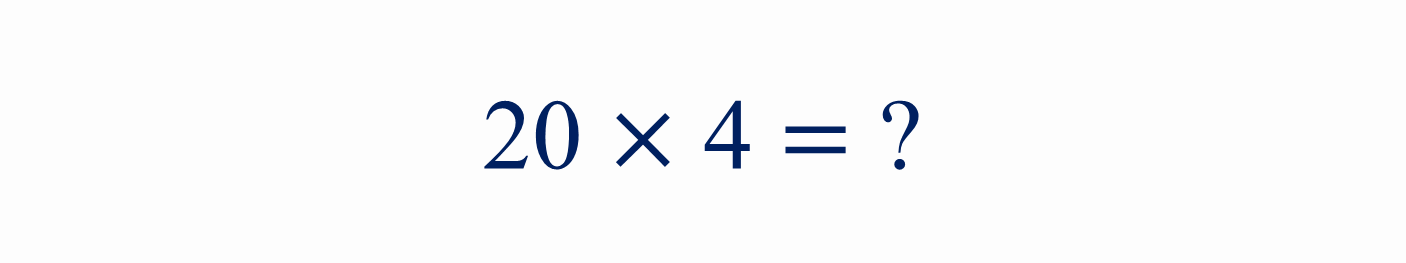 20 × 4 = ?